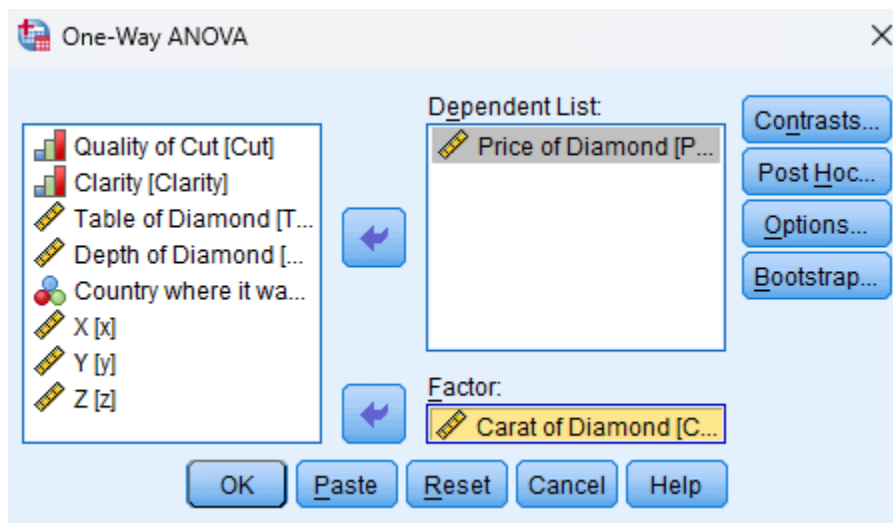 One-Way ANOVA
Quality of Cut [Cut]
Clarity [Clarity]
Table of Diamond [T...
Depth of Diamond [...
Country where it wa...
X [x]
Y [y]
Z [z]
Dependent List:
Price of Diamond [P...
Factor:
Carat of Diamond [C...
Contrasts...
Post Hoc...
Options...
Bootstrap...
OK
Paste
Reset
Cancel
Help